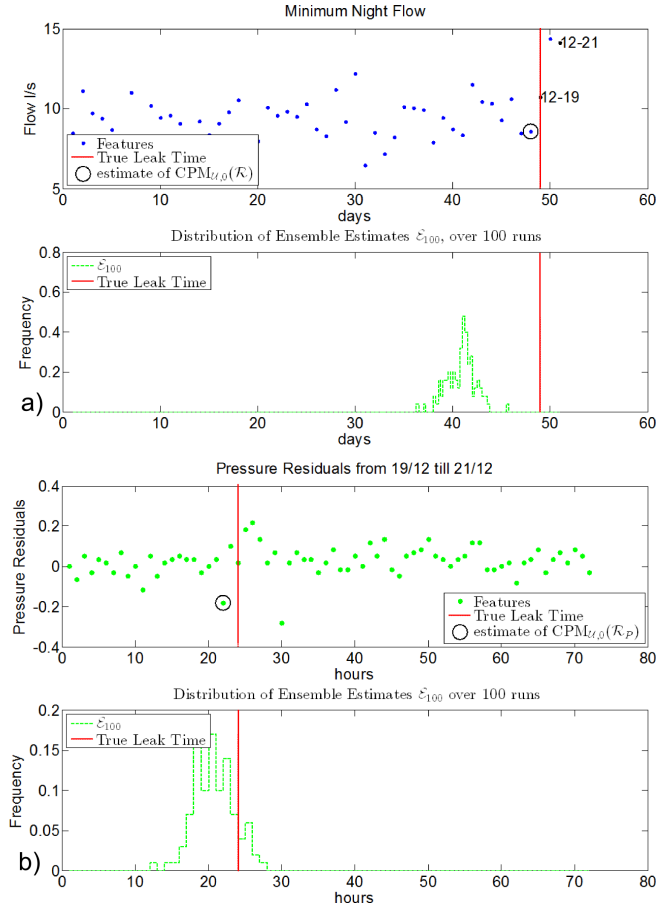 Minimum Night Flow
15
10
5
Flow l/s
12-21
12-19
Features
True Leak Time
estimate of CPM𝒰,0(𝓡)
0 10 20 30 40 50 60
days
Distribution of Ensemble Estimates ℰ100, over 100 runs
0.8
0.6
0.4
0.2
0
Frequency
ℰ100
True Leak Time
a)
0 10 20 30 40 50 60
days
Pressure Residuals from 19/12 till 21/12
0.4
0.2
0
-0.2
-0.4
Pressure Residuals
Features
True Leak Time
estimate of CPM𝒰,0(𝓡P)
0 10 20 30 40 50 60 70 80
hours
Distribution of Ensemble Estimates ℰ100 over 100 runs
0.2
0.15
0.1
0.05
0
Frequency
ℰ100
True Leak Time
b)
0 10 20 30 40 50 60 70 80
hours